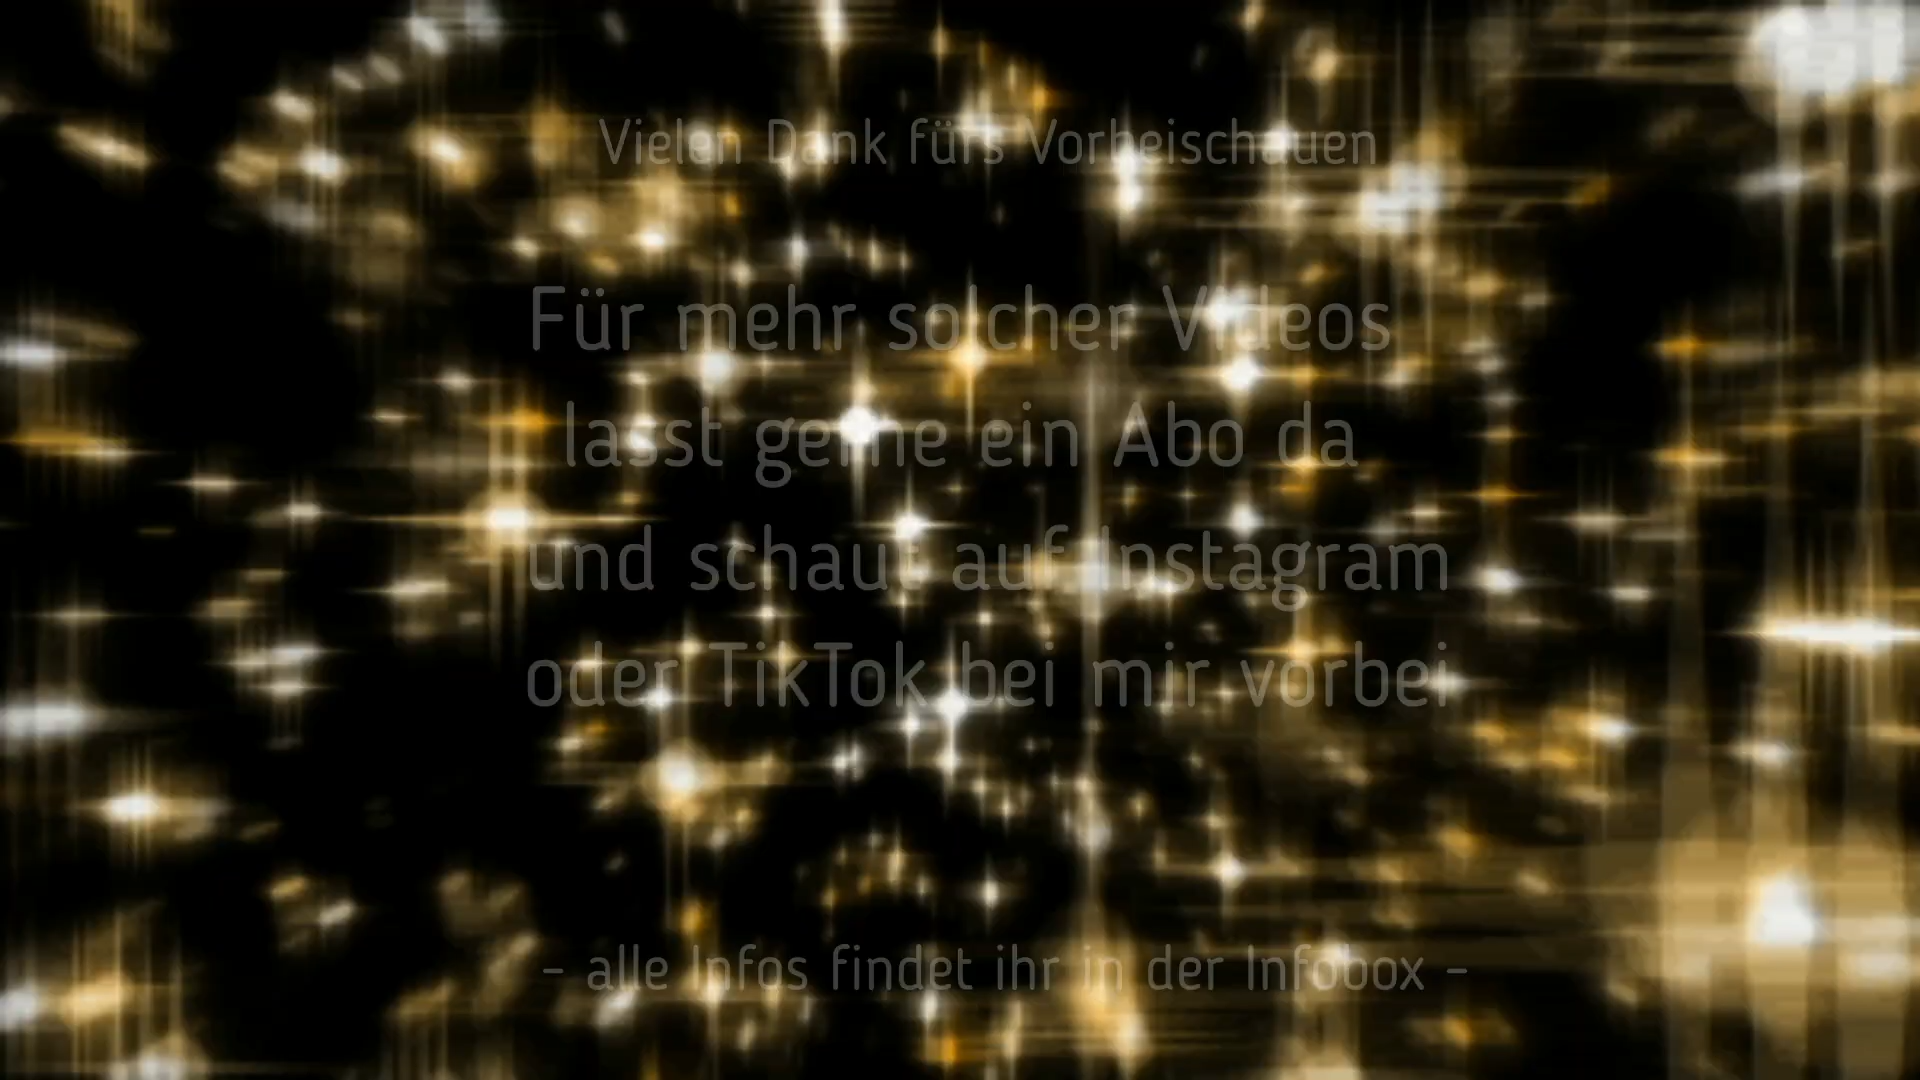 Vielen Dank fürs Vorbeischauen
Für mehr solcher Videos
lasst gerne ein Abo da
und schaut auf Instagram
oder TikTok bei mir vorbei
- alle Infos findet ihr in der Infobox -